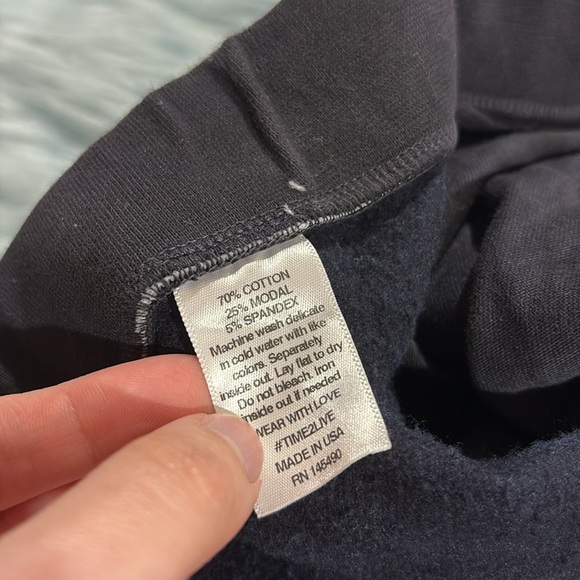 70% COTTON
25% MODAL
5% SPANDEX
Machine wash delicate
in cold water with like
colors. Separately
inside out. Lay flat to dry
Do not bleach. Iron
inside out if needed
WEAR WITH LOVE
#TIME2LIVE
MADE IN USA
RN 145490